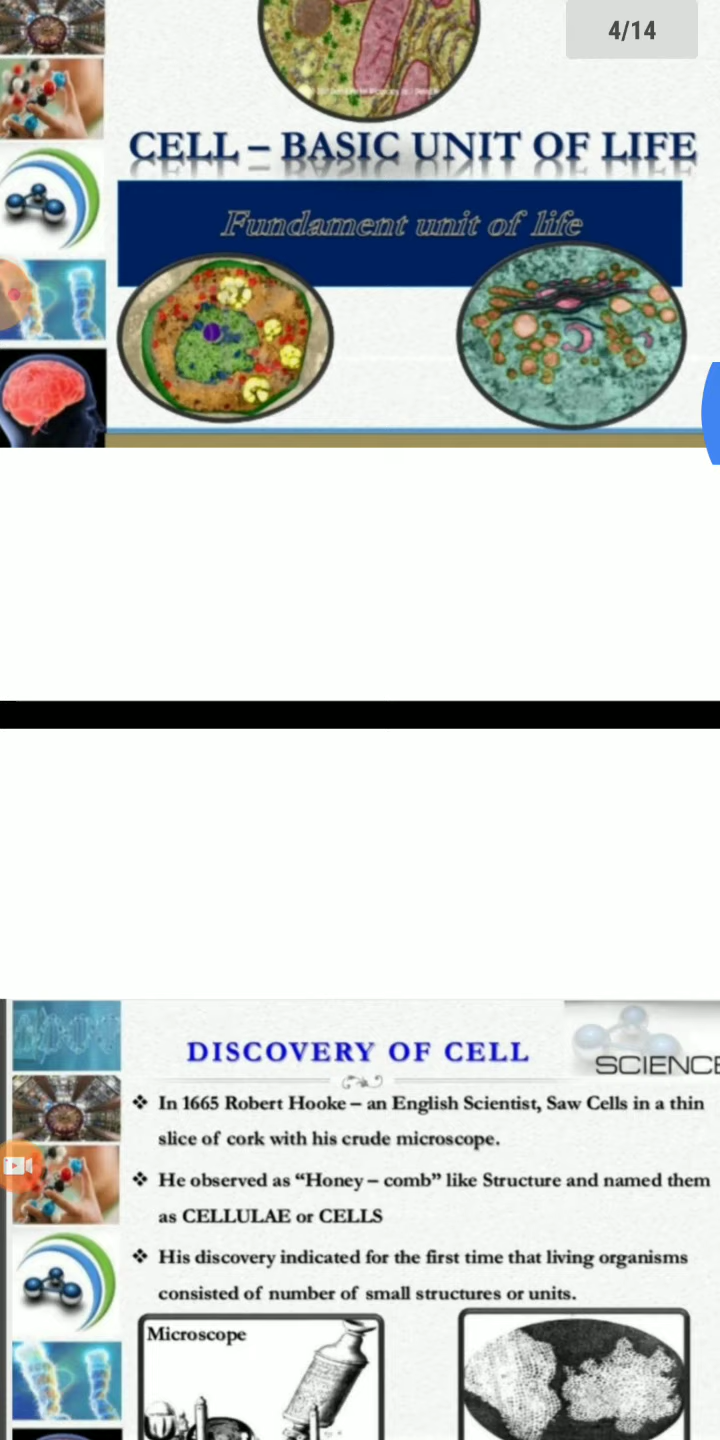 4/14
CELL – BASIC UNIT OF LIFE
Fundament unit of life
DISCOVERY OF CELL
SCIENCE
❖ In 1665 Robert Hooke – an English Scientist, Saw Cells in a thin
slice of cork with his crude microscope.
❖ He observed as “Honey – comb” like Structure and named them
as CELLULAE or CELLS
❖ His discovery indicated for the first time that living organisms
consisted of number of small structures or units.
Microscope